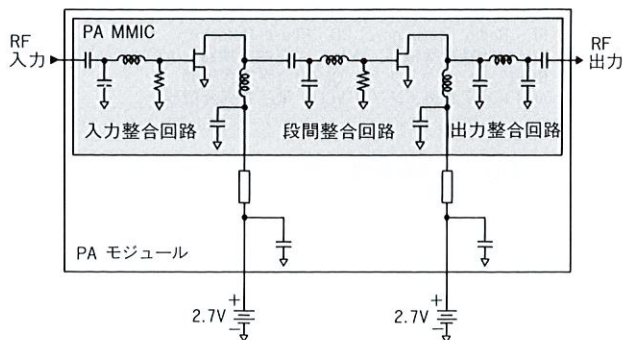 PA MMIC
RF
入力
RF
出力
入力整合回路
段間整合回路
出力整合回路
PA モジュール
+
2.7V
−
+
2.7V
−